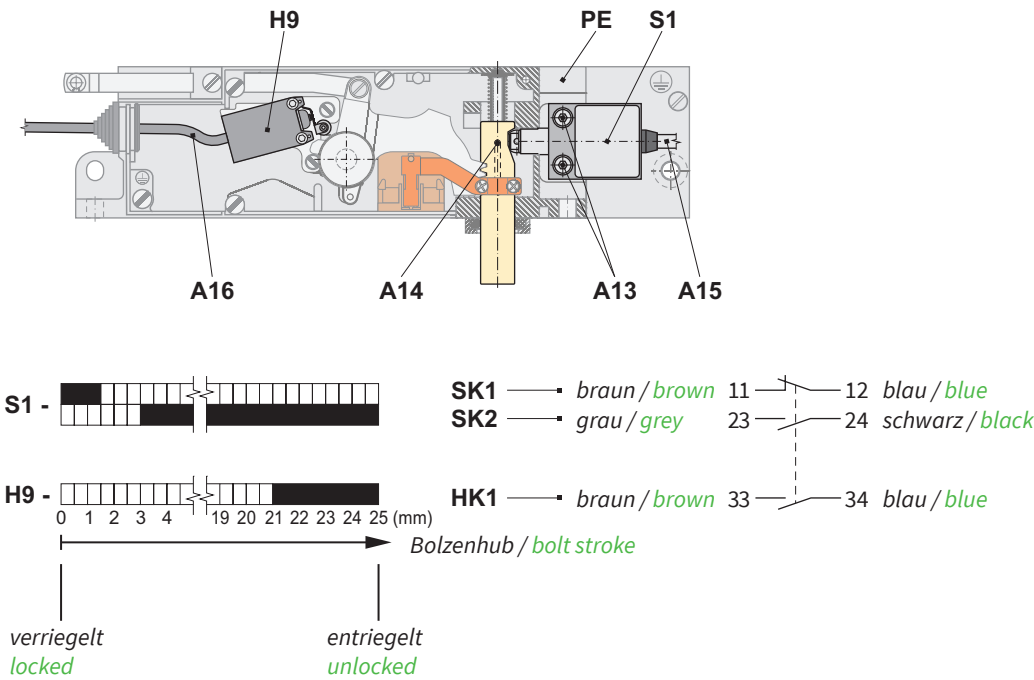 H9 PE S1
A16 A14 A13 A15
SK1 braun / brown 11 12 blau / blue
S1 -
SK2 grau / grey 23 24 schwarz / black
H9 - HK1 braun / brown 33 34 blau / blue
0 1 2 3 4 19 20 21 22 23 24 25 (mm)
Bolzenhub / bolt stroke
verriegelt entriegelt
locked unlocked